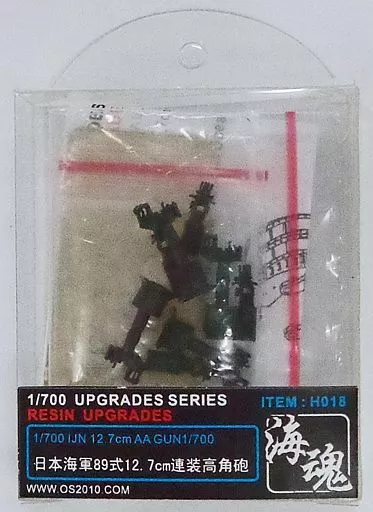 1/700 UPGRADES SERIES
ITEM : H018
RESIN UPGRADES
1/700 IJN 12.7cm AA GUN1/700
日本海軍89式12.7cm連装高角砲
海魂
WWW.OS2010.COM